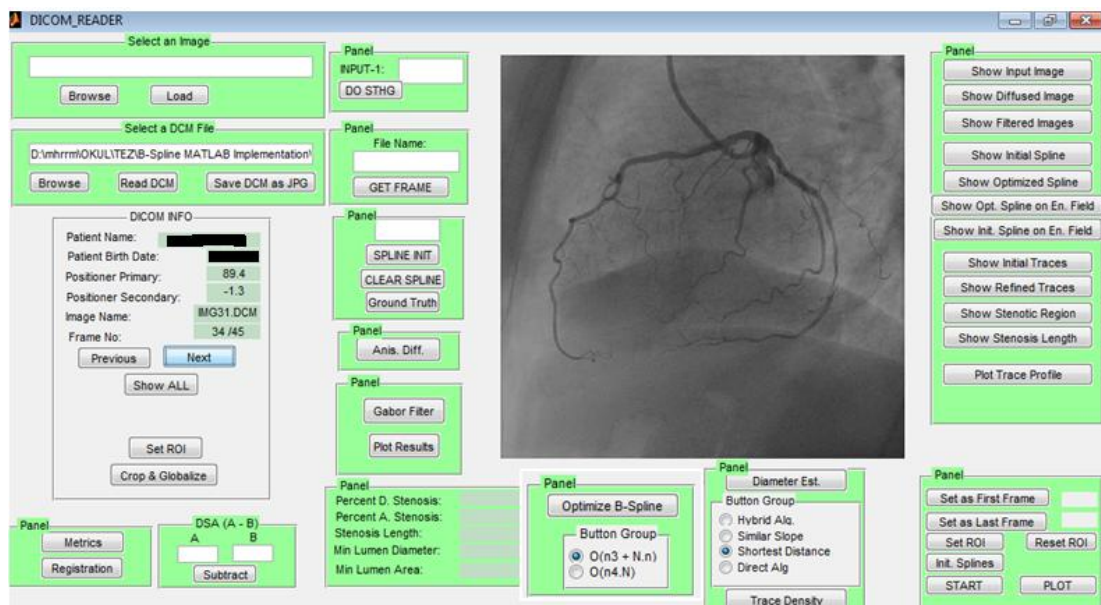 DICOM_READER
Select an Image
Browse
Load
Select a DCM File
D:\mhrrm\OKUL\TEZ\B-Spline MATLAB Implementation\
Browse
Read DCM
Save DCM as JPG
DICOM INFO
Patient Name:
Patient Birth Date:
Positioner Primary: 89.4
Positioner Secondary: -1.3
Image Name: IMG31.DCM
Frame No: 34 /45
Previous
Next
Show ALL
Set ROI
Crop & Globalize
Panel
Metrics
Registration
DSA (A - B)
A B
Subtract
Panel
INPUT-1:
DO STHG
Panel
File Name:
GET FRAME
Panel
SPLINE INIT
CLEAR SPLINE
Ground Truth
Panel
Anis. Diff.
Panel
Gabor Filter
Plot Results
Panel
Percent D. Stenosis:
Percent A. Stenosis:
Stenosis Length:
Min Lumen Diameter:
Min Lumen Area:
Panel
Optimize B-Spline
Button Group
O(n3 + N.n)
O(n4.N)
Panel
Diameter Est.
Button Group
Hybrid Alg.
Similar Slope
Shortest Distance
Direct Alg
Trace Density
Panel
Show Input Image
Show Diffused Image
Show Filtered Images
Show Initial Spline
Show Optimized Spline
Show Opt. Spline on En. Field
Show Init. Spline on En. Field
Show Initial Traces
Show Refined Traces
Show Stenotic Region
Show Stenosis Length
Plot Trace Profile
Panel
Set as First Frame
Set as Last Frame
Set ROI
Reset ROI
Init. Splines
START
PLOT